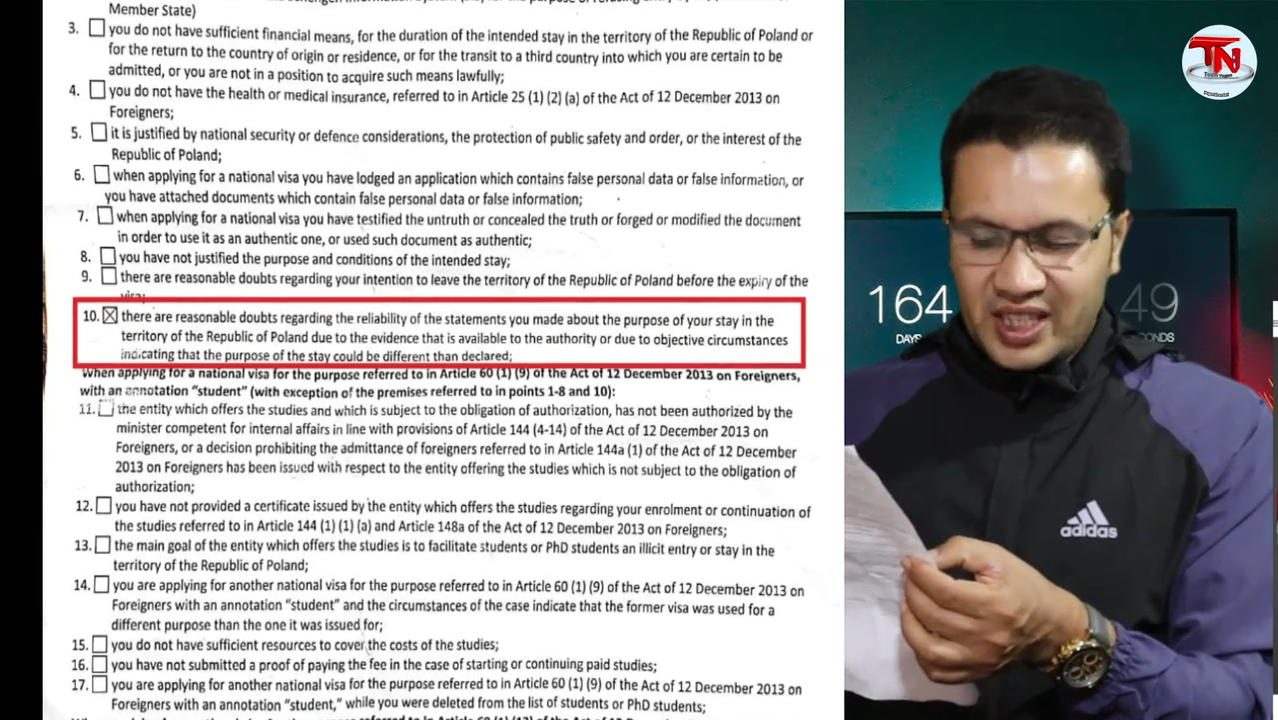 Member State)
3. you do not have sufficient financial means, for the duration of the intended stay in the territory of the Republic of Poland or
for the return to the country of origin or residence, or for the transit to a third country into which you are certain to
be admitted, or you are not in a position to acquire such means lawfully;
4. you do not have the health or medical insurance, referred to in Article 25 (1) (2) (a) of the Act of 12 December 2013 on
Foreigners;
5. it is justified by national security or defence considerations, the protection of public safety and order, or the interest of the
Republic of Poland;
6. when applying for a national visa you have lodged an application which contains false personal data or false information, or
you have attached documents which contain false personal data or false information;
7. when applying for a national visa you have testified the untruth or concealed the truth or forged or modified the document
in order to use it as an authentic one, or used such document as authentic;
8. you have not justified the purpose and conditions of the intended stay;
9. there are reasonable doubts regarding your intention to leave the territory of the Republic of Poland before the expiry of the
visa;
10. there are reasonable doubts regarding the reliability of the statements you made about the purpose of your stay in the
territory of the Republic of Poland due to the evidence that is available to the authority or due to objective circumstances
indicating that the purpose of the stay could be different than declared;
When applying for a national visa for the purpose referred to in Article 60 (1) (9) of the Act of 12 December 2013 on Foreigners,
with an annotation "student" (with exception of the premises referred to in points 1-8 and 10):
11. the entity which offers the studies and which is subject to the obligation of authorization, has not been authorized by the
minister competent for internal affairs in line with provisions of Article 144 (4-14) of the Act of 12 December 2013 on
Foreigners, or a decision prohibiting the admittance of foreigners referred to in Article 144a (1) of the Act of 12 December
2013 on Foreigners has been issued with respect to the entity offering the studies which is not subject to the obligation of
authorization;
12. you have not provided a certificate issued by the entity which offers the studies regarding your enrolment or continuation of
the studies referred to in Article 144 (1) (1) (a) and Article 148a of the Act of 12 December 2013 on Foreigners;
13. the main goal of the entity which offers the studies is to facilitate students or PhD students an illicit entry or stay in the
territory of the Republic of Poland;
14. you are applying for another national visa for the purpose referred to in Article 60 (1) (9) of the Act of 12 December 2013 on
Foreigners with an annotation "student" and the circumstances of the case indicate that the former visa was used for a
different purpose than the one it was issued for;
15. you do not have sufficient resources to cover the costs of the studies;
16. you have not submitted a proof of paying the fee in the case of starting or continuing paid studies;
17. you are applying for another national visa for the purpose referred to in Article 60 (1) (9) of the Act of 12 December 2013 on
Foreigners with an annotation "student," while you were deleted from the list of students or PhD students;
TN
164
DAYS
49
CONDS
adidas